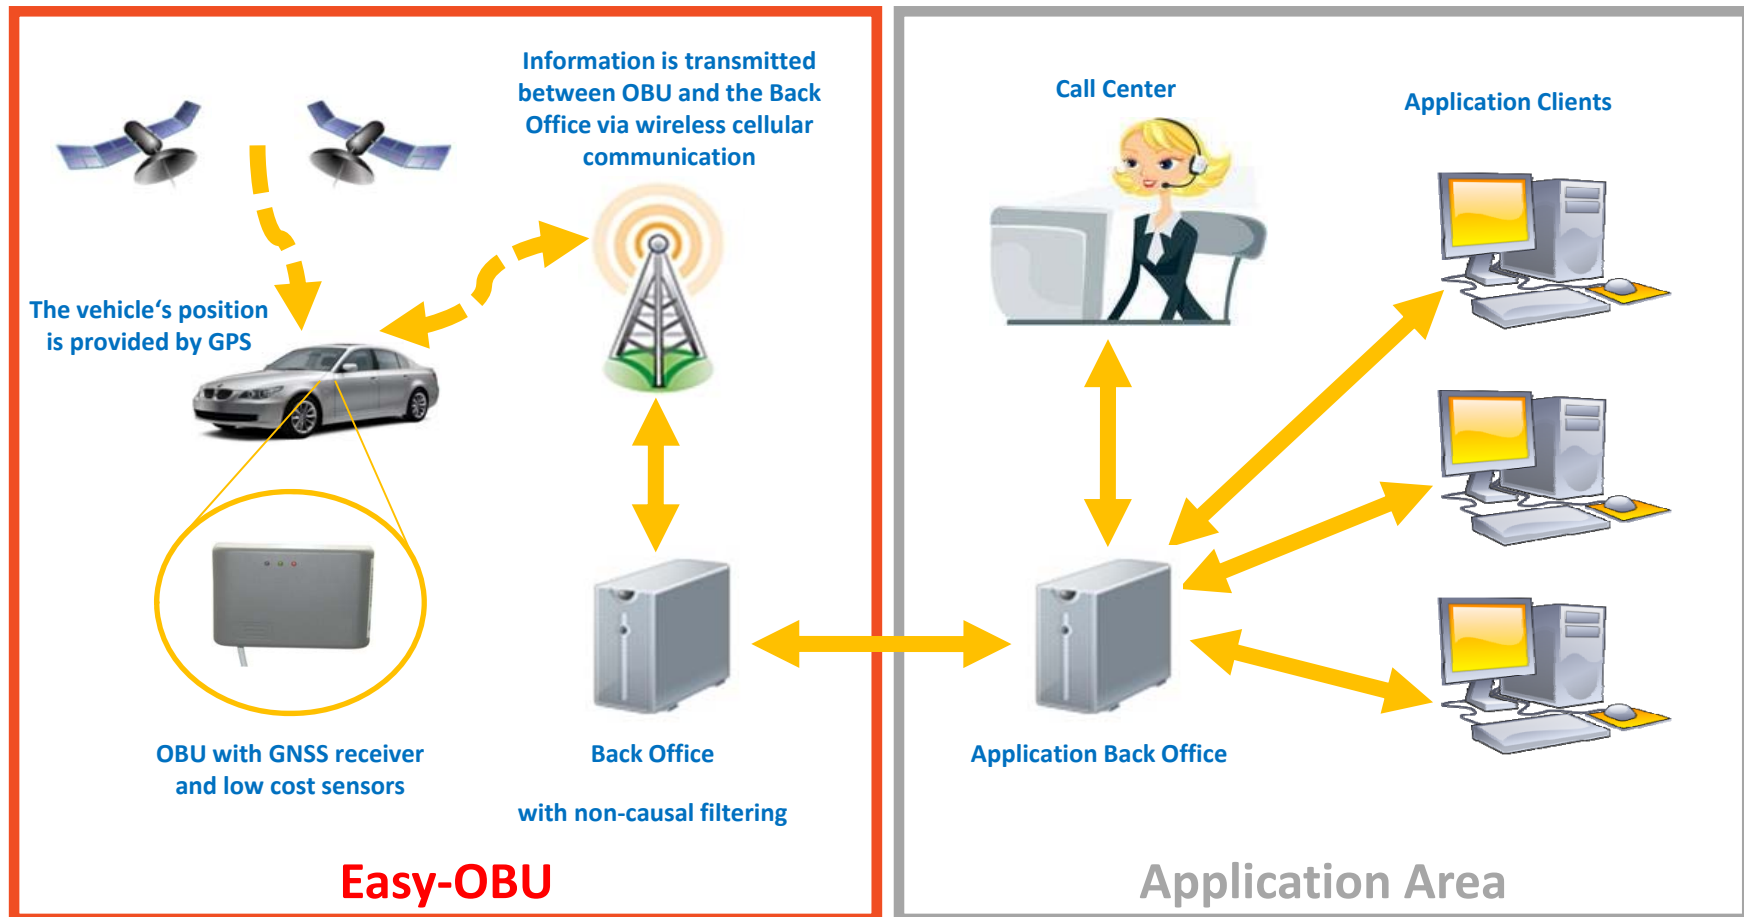 Information is transmitted
between OBU and the Back
Office via wireless cellular
communication
The vehicle‘s position
is provided by GPS
OBU with GNSS receiver
and low cost sensors
Back Office
with non-causal filtering
Easy-OBU
Call Center
Application Clients
Application Back Office
Application Area